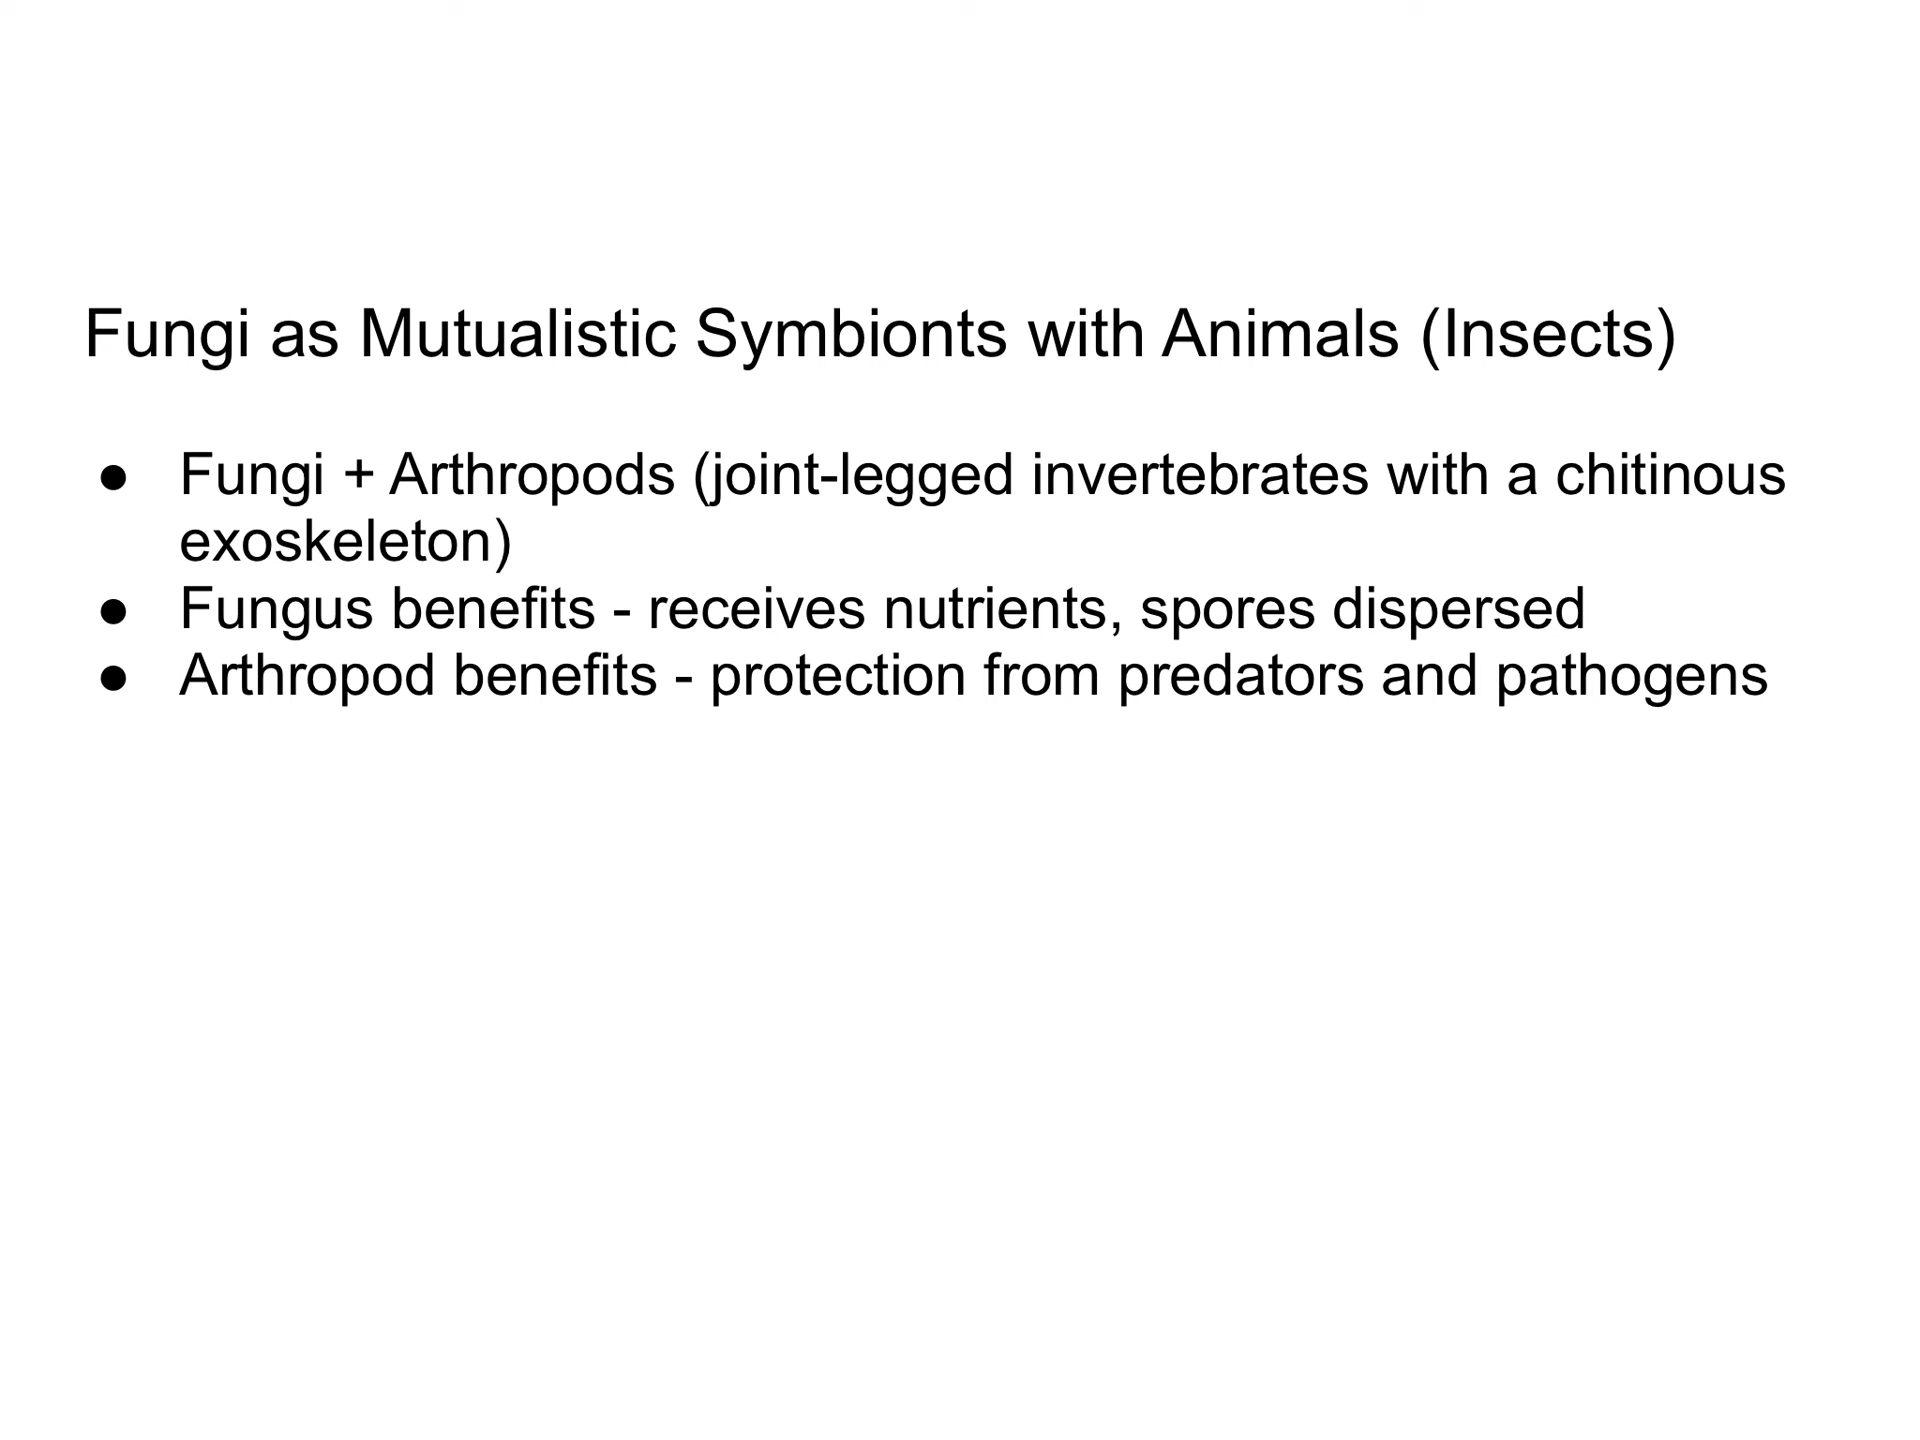 Fungi as Mutualistic Symbionts with Animals (Insects)
● Fungi + Arthropods (joint-legged invertebrates with a chitinous
exoskeleton)
● Fungus benefits - receives nutrients, spores dispersed
● Arthropod benefits - protection from predators and pathogens